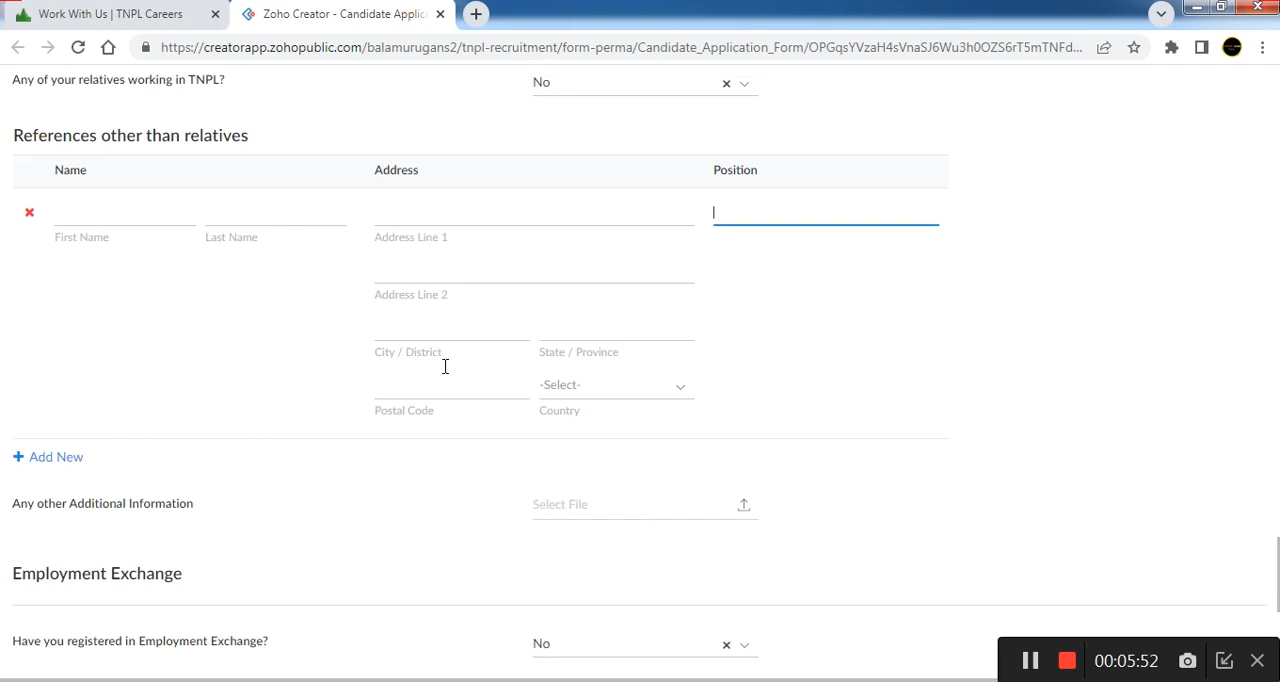 Work With Us | TNPL Careers
Zoho Creator - Candidate Applica
https://creatorapp.zohopublic.com/balamurugans2/tnpl-recruitment/form-perma/Candidate_Application_Form/OPGqsYVzaH4sVnaSJ6Wu3h0OZS6rT5mTNFd...
Any of your relatives working in TNPL?
No
References other than relatives
Name Address Position
First Name Last Name Address Line 1
Address Line 2
City / District State / Province
-Select-
Postal Code Country
+ Add New
Any other Additional Information
Select File
Employment Exchange
Have you registered in Employment Exchange?
No
00:05:52